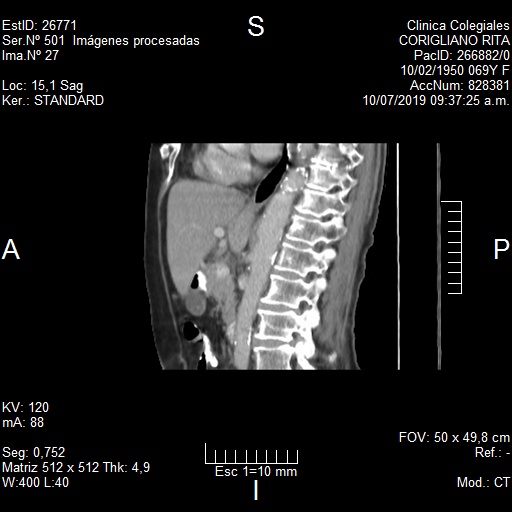 EstID: 26771
Ser.Nº 501 Imágenes procesadas
Ima.Nº 27
Loc: 15,1 Sag
Ker.: STANDARD
S
Clinica Colegiales
CORIGLIANO RITA
PacID: 266882/0
10/02/1950 069Y F
AccNum: 828381
10/07/2019 09:37:25 a.m.
A
P
KV: 120
mA: 88
Seg: 0,752
Matriz 512 x 512 Thk: 4,9
W:400 L:40
Esc 1=10 mm
I
FOV: 50 x 49,8 cm
Ref.: -
Mod.: CT